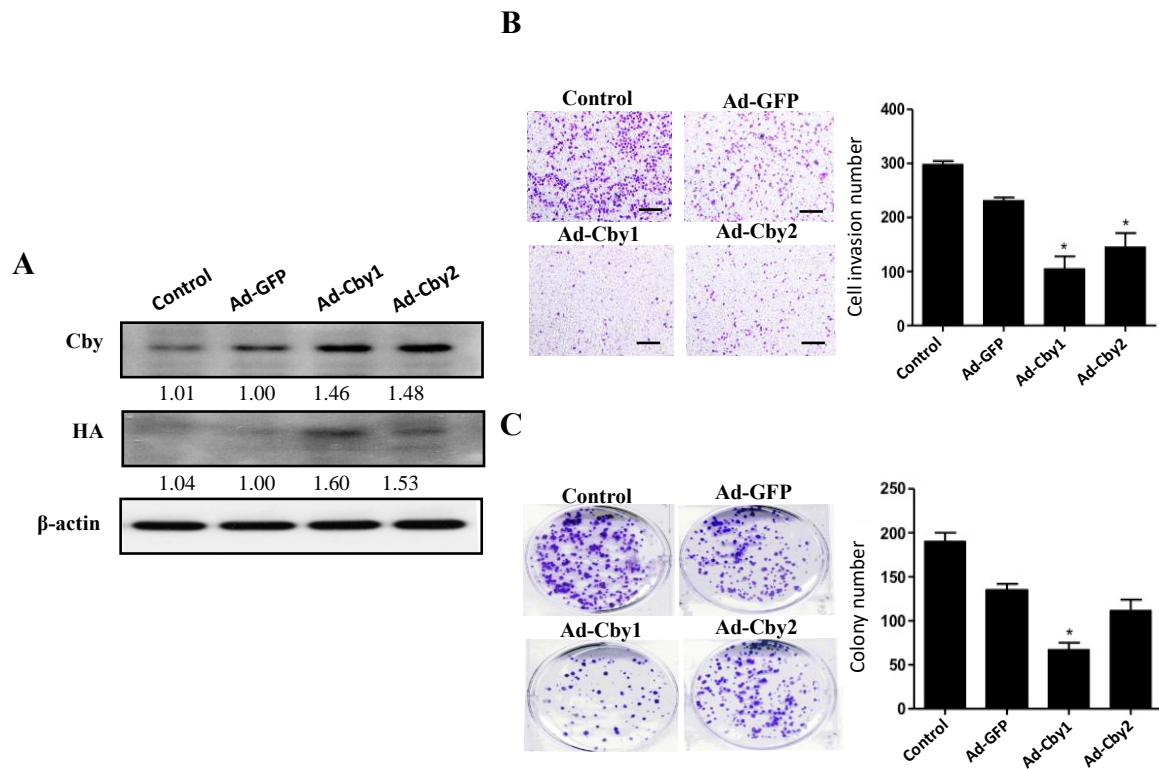 A
Control Ad-GFP Ad-Cby1 Ad-Cby2
Cby
1.01 1.00 1.46 1.48
HA
1.04 1.00 1.60 1.53
β-actin
B
Control Ad-GFP
Ad-Cby1 Ad-Cby2
Cell invasion number
400
300
200
100
0
* *
Control Ad-GFP Ad-Cby1 Ad-Cby2
C
Control Ad-GFP
Ad-Cby1 Ad-Cby2
Colony number
250
200
150
100
50
0
*
Control Ad-GFP Ad-Cby1 Ad-Cby2